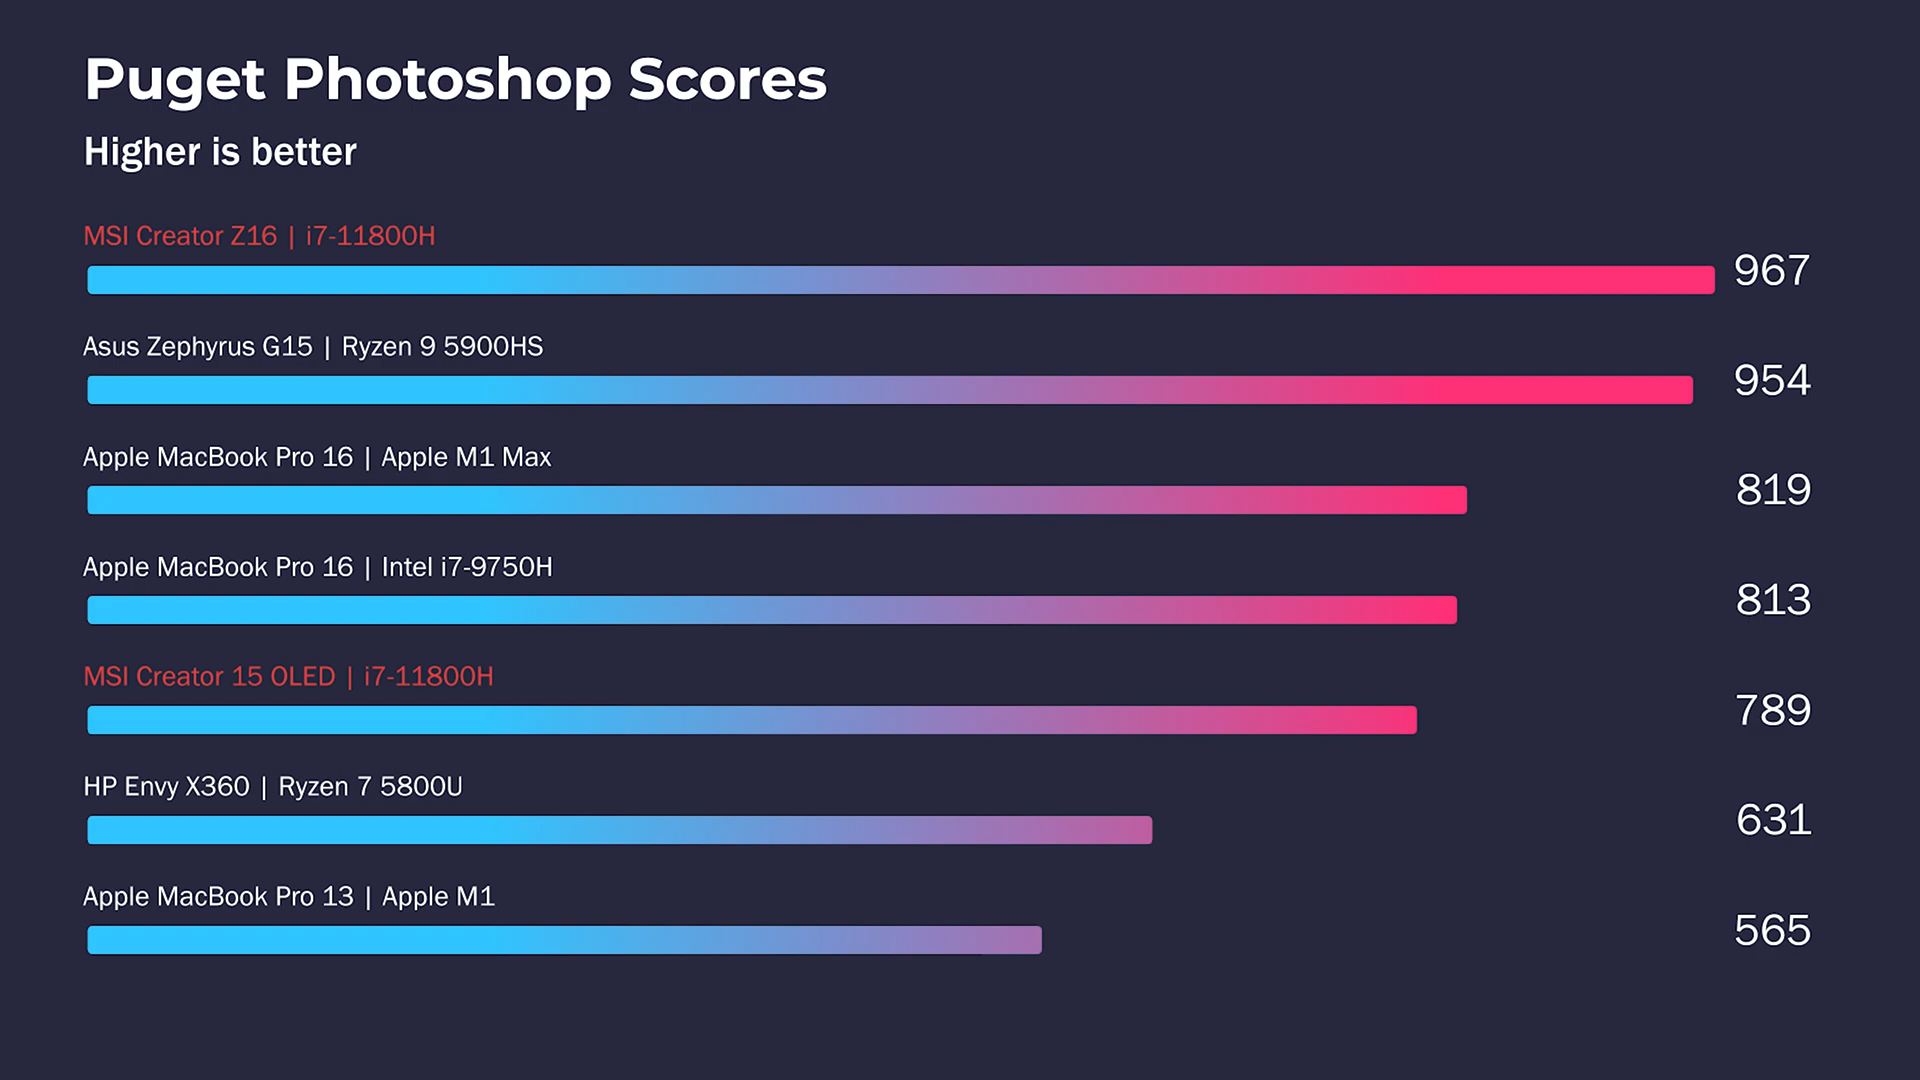 Puget Photoshop Scores
Higher is better
MSI Creator Z16 | i7-11800H
967
Asus Zephyrus G15 | Ryzen 9 5900HS
954
Apple MacBook Pro 16 | Apple M1 Max
819
Apple MacBook Pro 16 | Intel i7-9750H
813
MSI Creator 15 OLED | i7-11800H
789
HP Envy X360 | Ryzen 7 5800U
631
Apple MacBook Pro 13 | Apple M1
565